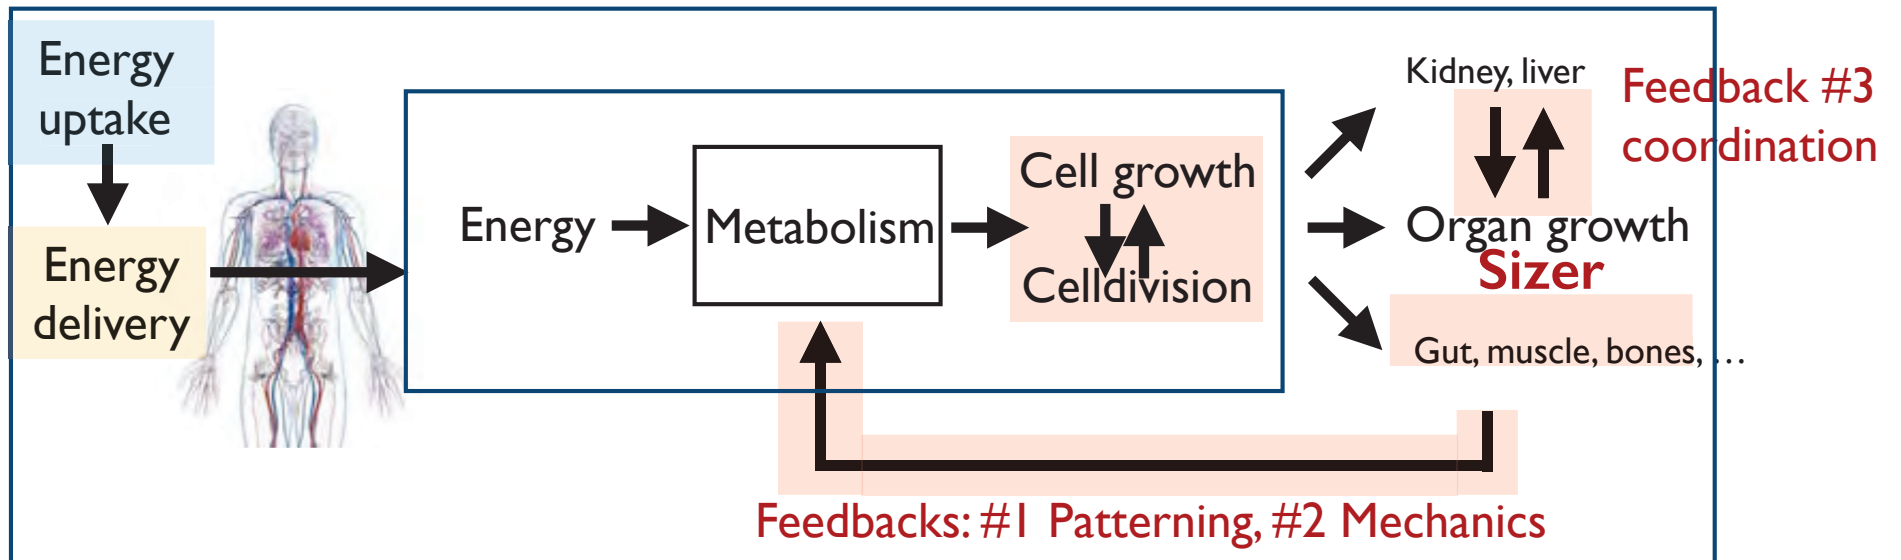 Energy
uptake
Energy
delivery
Energy
Metabolism
Cell growth
Celldivision
Kidney, liver
Feedback #3
coordination
Organ growth
Sizer
Gut, muscle, bones, …
Feedbacks: #1 Patterning, #2 Mechanics